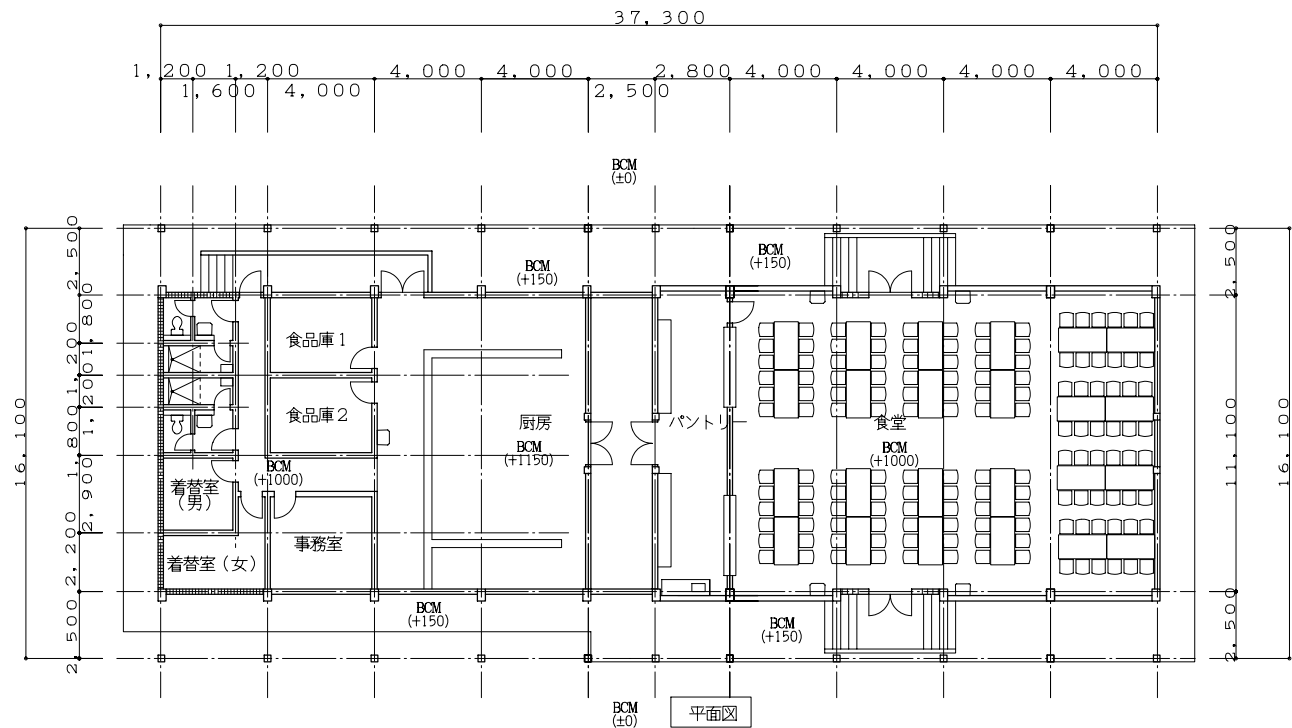 37,300
1,200
1,200
4,000
4,000
2,800
4,000
4,000
4,000
4,000
1,600
4,000
2,500
BCM
(±0)
2,500
1,800
1,200
1,200
1,800
2,900
2,200
2,500
16,100
BCM
(+150)
BCM
(+150)
2,500
11,100
2,500
16,100
食品庫1
食品庫2
厨房
BCM
(+1150)
パントリー
食堂
BCM
(+1000)
BCM
(+1000)
着替室
(男)
事務室
着替室(女)
BCM
(+150)
BCM
(+150)
BCM
(±0)
平面図